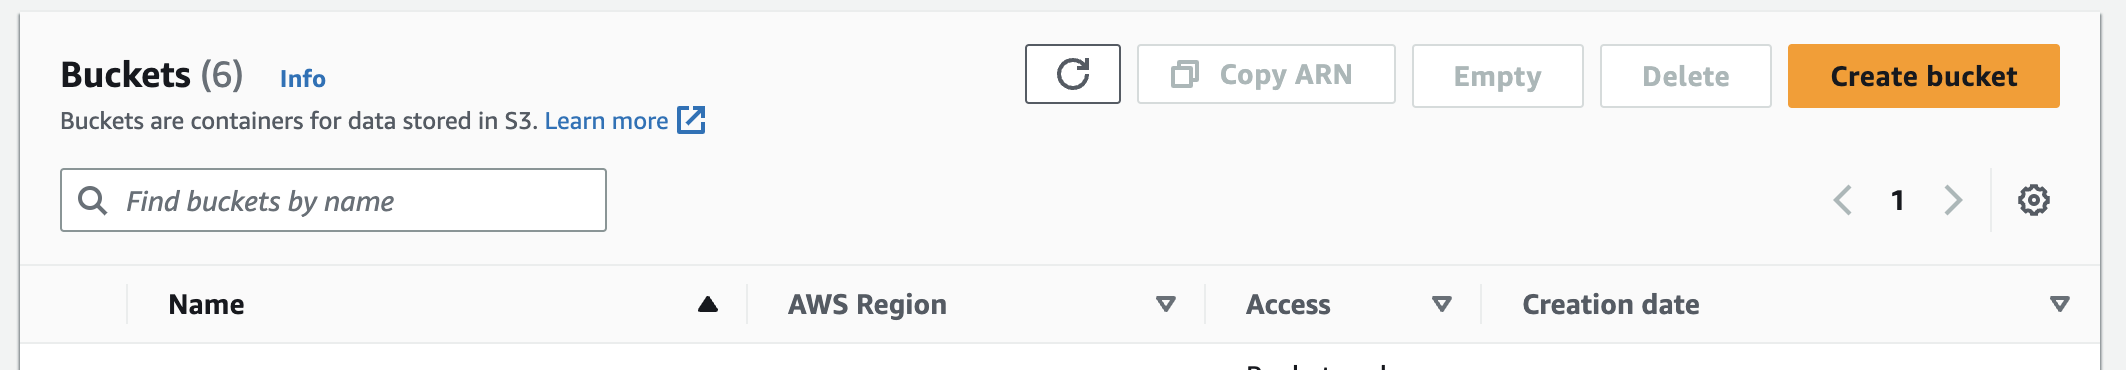 Buckets (6) Info
Copy ARN Empty Delete Create bucket
Buckets are containers for data stored in S3. Learn more
Find buckets by name
1
Name AWS Region Access Creation date